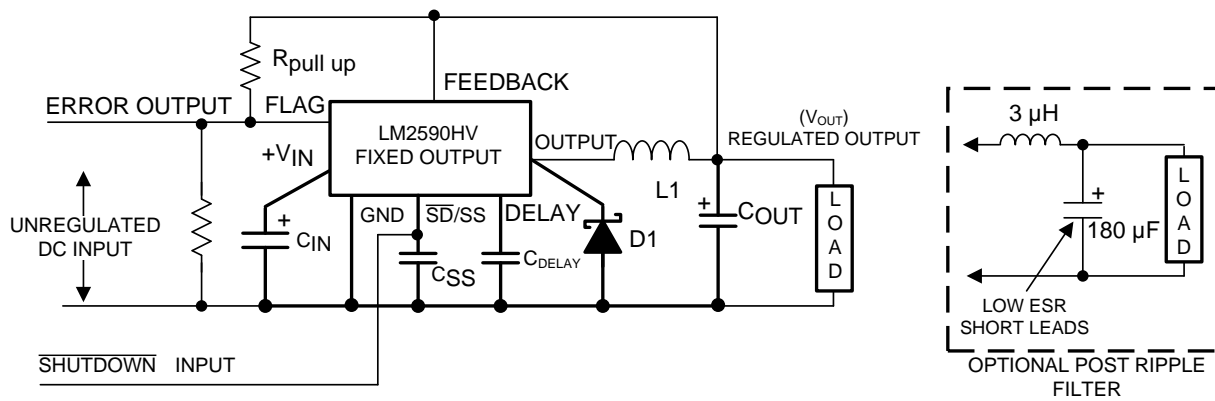 Rpull up
FEEDBACK
ERROR OUTPUT
FLAG
LM2590HV
FIXED OUTPUT
+VIN
OUTPUT
(VOUT)
REGULATED OUTPUT
L1
UNREGULATED
DC INPUT
+
CIN
GND
SD/SS
DELAY
CSS
CDELAY
D1
+
COUT
LOAD
SHUTDOWN INPUT
3 µH
+
180 µF
LOAD
LOW ESR
SHORT LEADS
OPTIONAL POST RIPPLE
FILTER